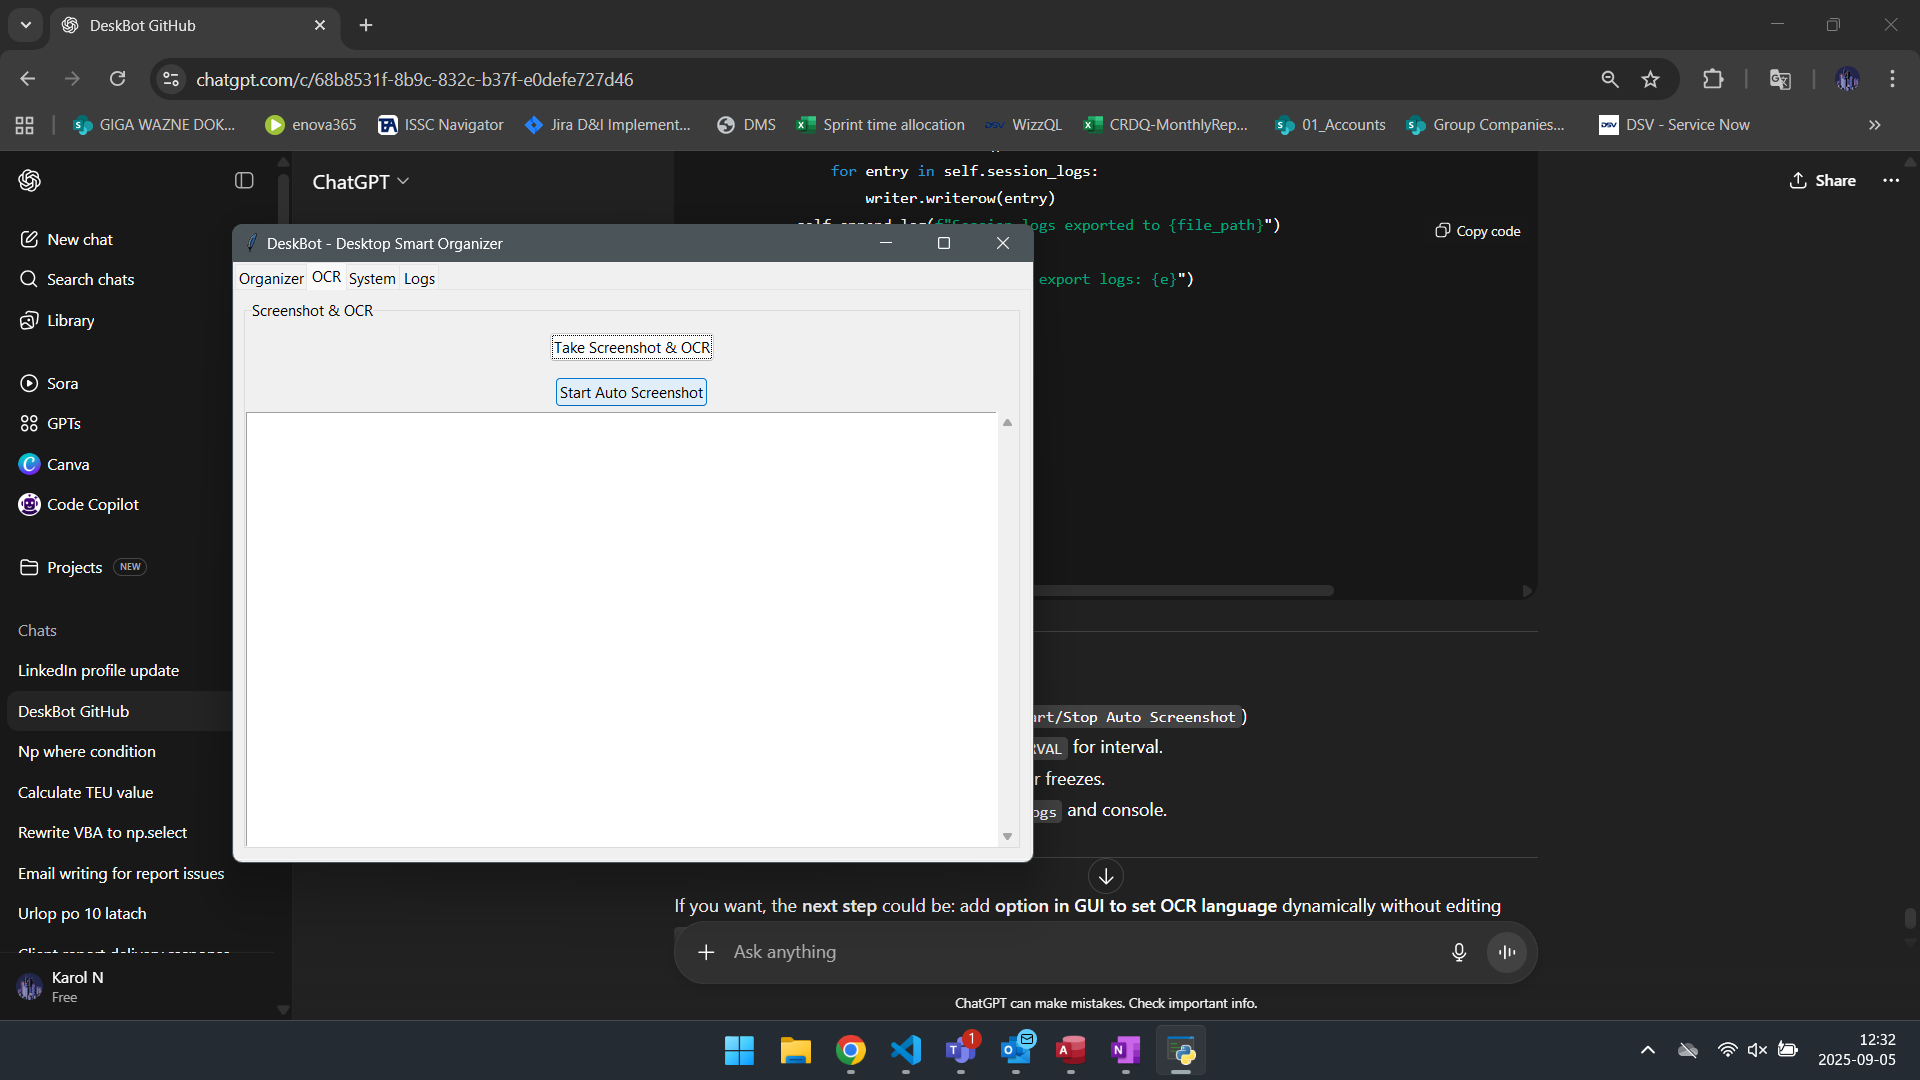 DeskBot GitHub
chatgpt.com/c/68b8531f-8b9c-832c-b37f-e0defe727d46
GIGA WAZNE DOK...
enova365
ISSC Navigator
Jira D&I Implement...
DMS
Sprint time allocation
WizzQL
CRDQ-MonthlyRep...
01_Accounts
Group Companies...
DSV - Service Now
ChatGPT
Share
New chat
Search chats
Library
Sora
GPTs
Canva
Code Copilot
Projects NEW
Chats
LinkedIn profile update
DeskBot GitHub
Np where condition
Calculate TEU value
Rewrite VBA to np.select
Email writing for report issues
Urlop po 10 latach
Karol N
Free
for entry in self.session_logs:
writer.writerow(entry)
logs exported to {file_path}")
Copy code
export logs: {e}")
DeskBot - Desktop Smart Organizer
Organizer OCR System Logs
Screenshot & OCR
Take Screenshot & OCR
Start Auto Screenshot
/Stop Auto Screenshot)
for interval.
freezes.
and console.
If you want, the next step could be: add option in GUI to set OCR language dynamically without editing
Ask anything
ChatGPT can make mistakes. Check important info.
1
12:32
2025-09-05